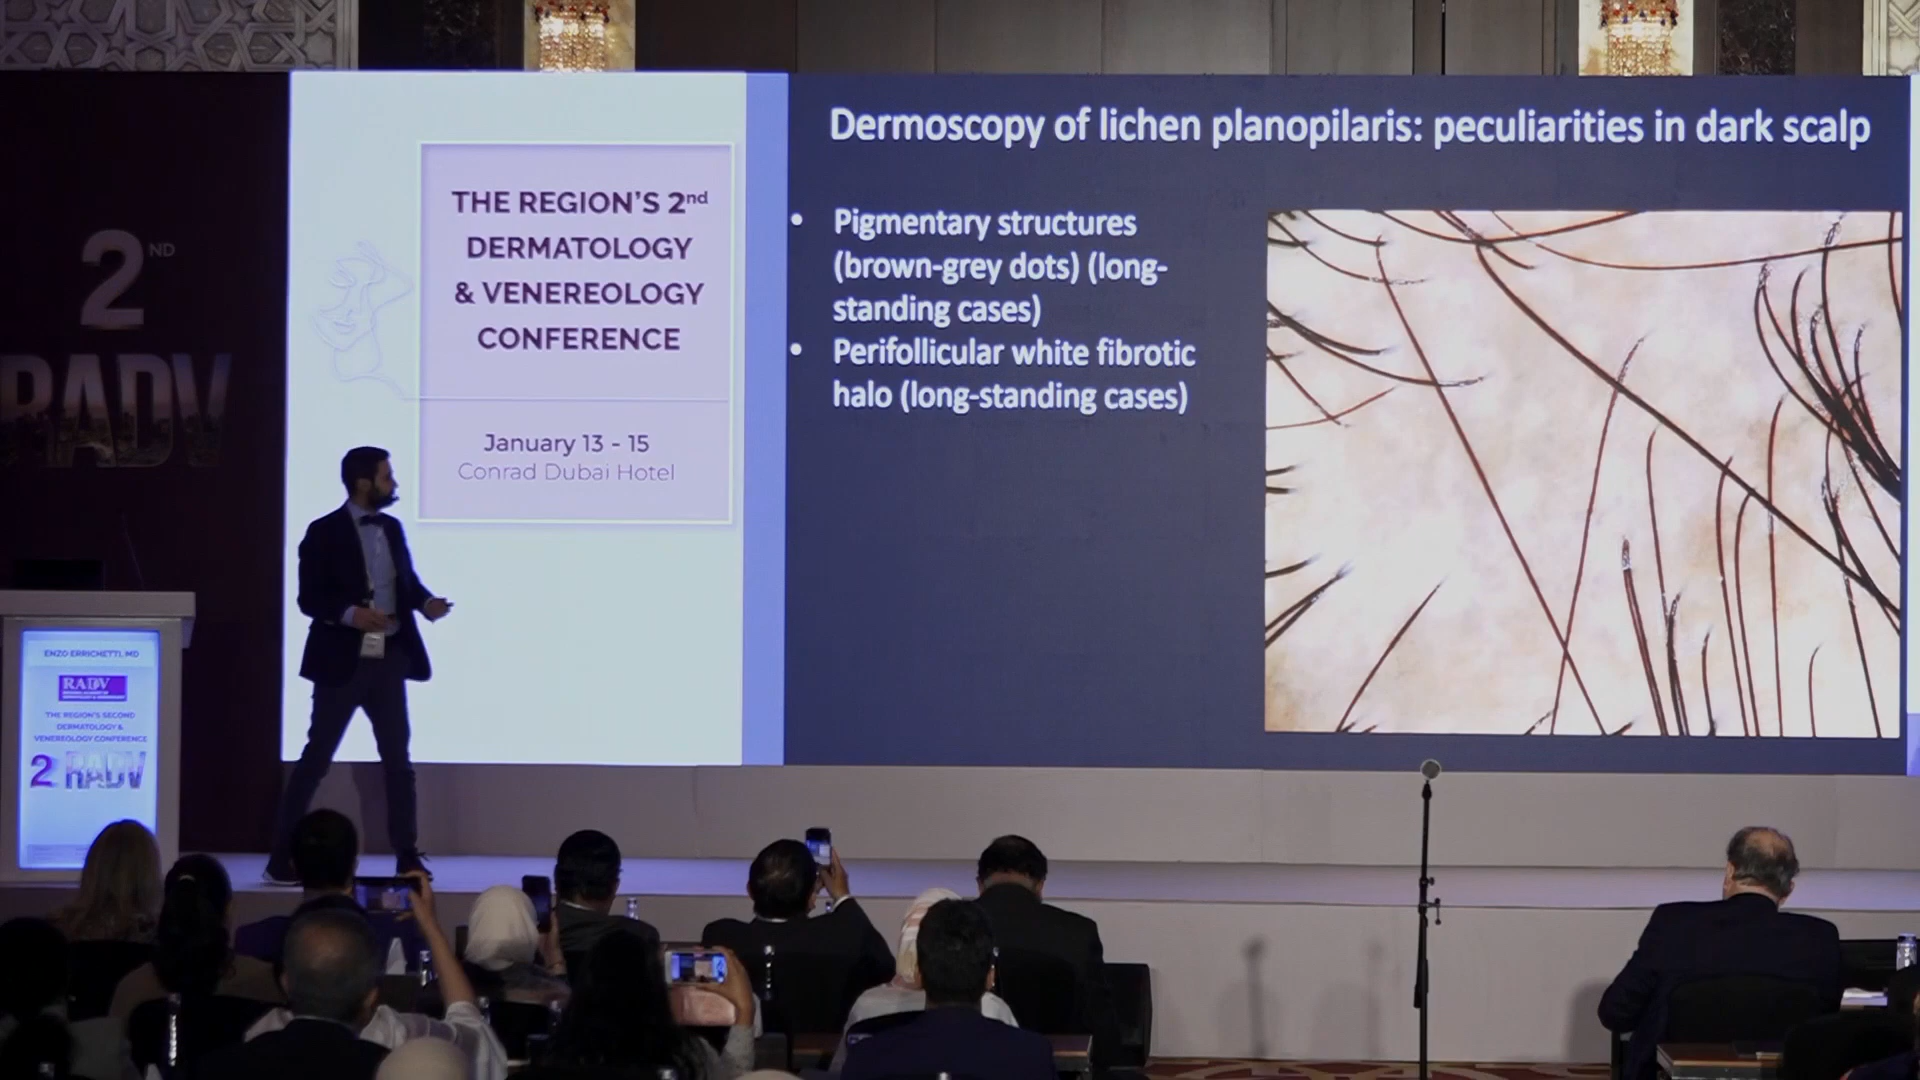 2ND
RADV
THE REGION'S 2nd
DERMATOLOGY
& VENEREOLOGY
CONFERENCE
January 13 - 15
Conrad Dubai Hotel
Dermoscopy of lichen planopilaris: peculiarities in dark scalp
• Pigmentary structures
(brown-grey dots) (long-
standing cases)
• Perifollicular white fibrotic
halo (long-standing cases)
ENZO ERRICHETTI, MD
RADV
THE REGION'S SECOND
DERMATOLOGY &
VENEREOLOGY CONFERENCE
2 RADV